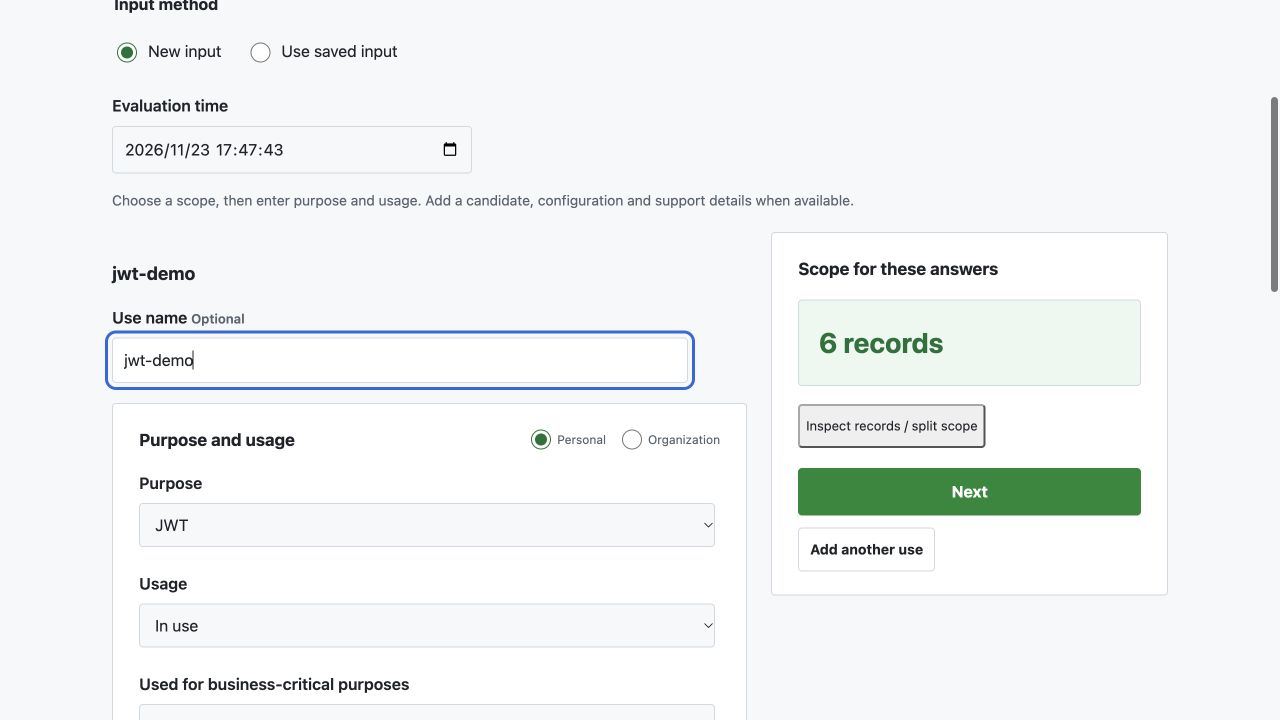 Input method
New input
Use saved input
Evaluation time
2026/11/23 17:47:43
Choose a scope, then enter purpose and usage. Add a candidate, configuration and support details when available.
jwt-demo
Use name Optional
jwt-demo
Purpose and usage
Personal
Organization
Purpose
JWT
Usage
In use
Used for business-critical purposes
Scope for these answers
6 records
Inspect records / split scope
Next
Add another use